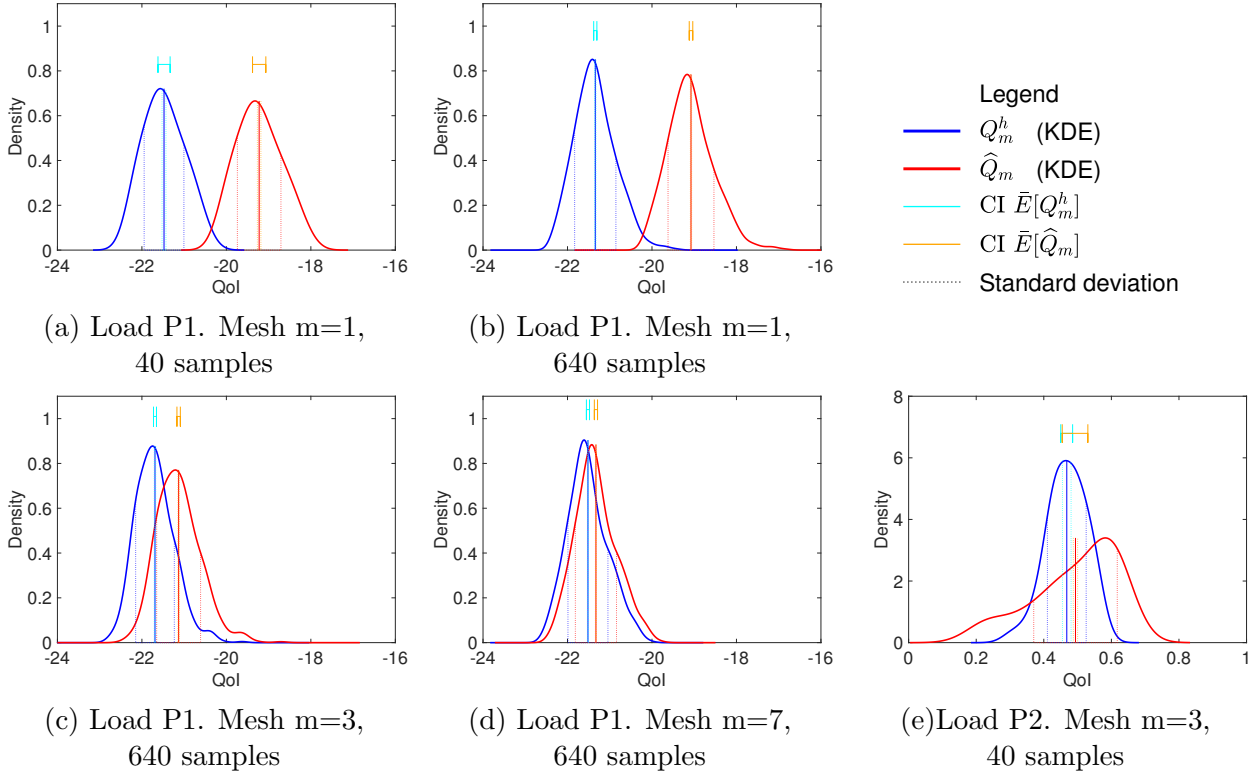 1
0.8
0.6
0.4
0.2
0
Density
-24 -22 -20 -18 -16
QoI
(a) Load P1. Mesh m=1,
40 samples
1
0.8
0.6
0.4
0.2
0
Density
-24 -22 -20 -18 -16
QoI
(b) Load P1. Mesh m=1,
640 samples
Legend
Q_m^h (KDE)
Q̂_m (KDE)
CI Ē[Q_m^h]
CI Ē[Q̂_m]
Standard deviation
1
0.8
0.6
0.4
0.2
0
Density
-24 -22 -20 -18 -16
QoI
(c) Load P1. Mesh m=3,
640 samples
1
0.8
0.6
0.4
0.2
0
Density
-24 -22 -20 -18 -16
QoI
(d) Load P1. Mesh m=7,
640 samples
8
6
4
2
0
Density
0 0.2 0.4 0.6 0.8 1
QoI
(e)Load P2. Mesh m=3,
40 samples